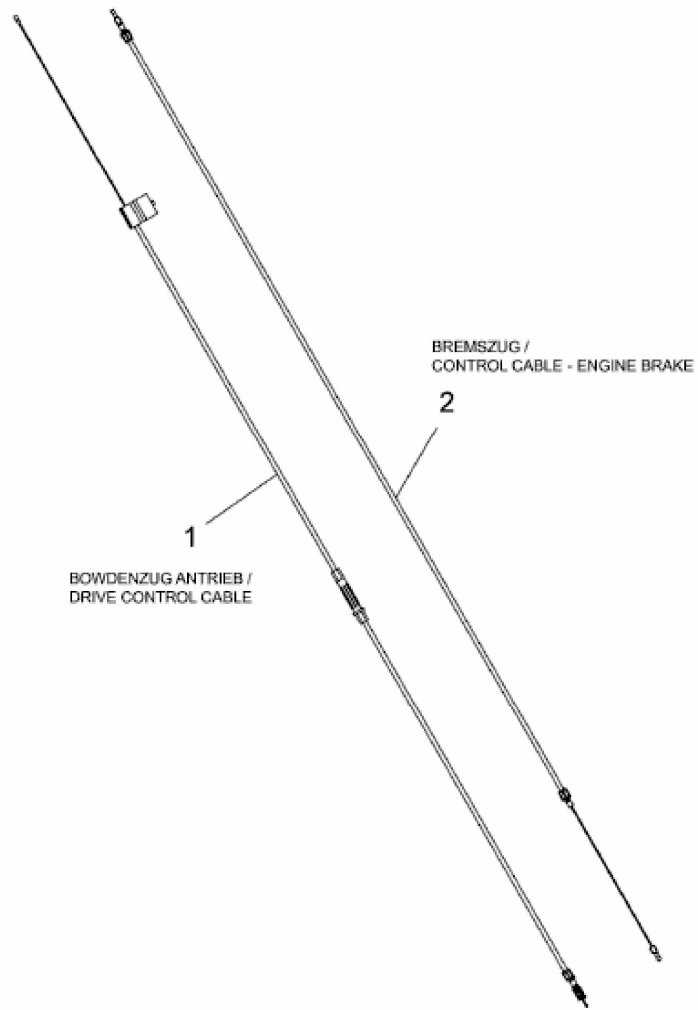 BREMSZUG /
CONTROL CABLE - ENGINE BRAKE
2
1
BOWDENZUG ANTRIEB /
DRIVE CONTROL CABLE